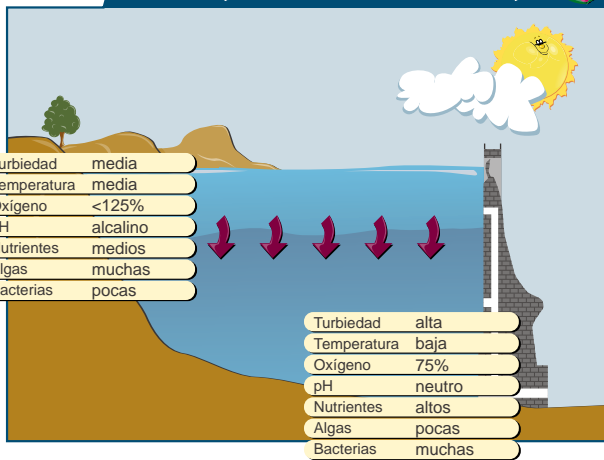 urbiedad media
emperatura media
xígeno <125%
H alcalino
utrientes medios
lgas muchas
acterias pocas
Turbiedad alta
Temperatura baja
Oxígeno 75%
pH neutro
Nutrientes altos
Algas pocas
Bacterias muchas